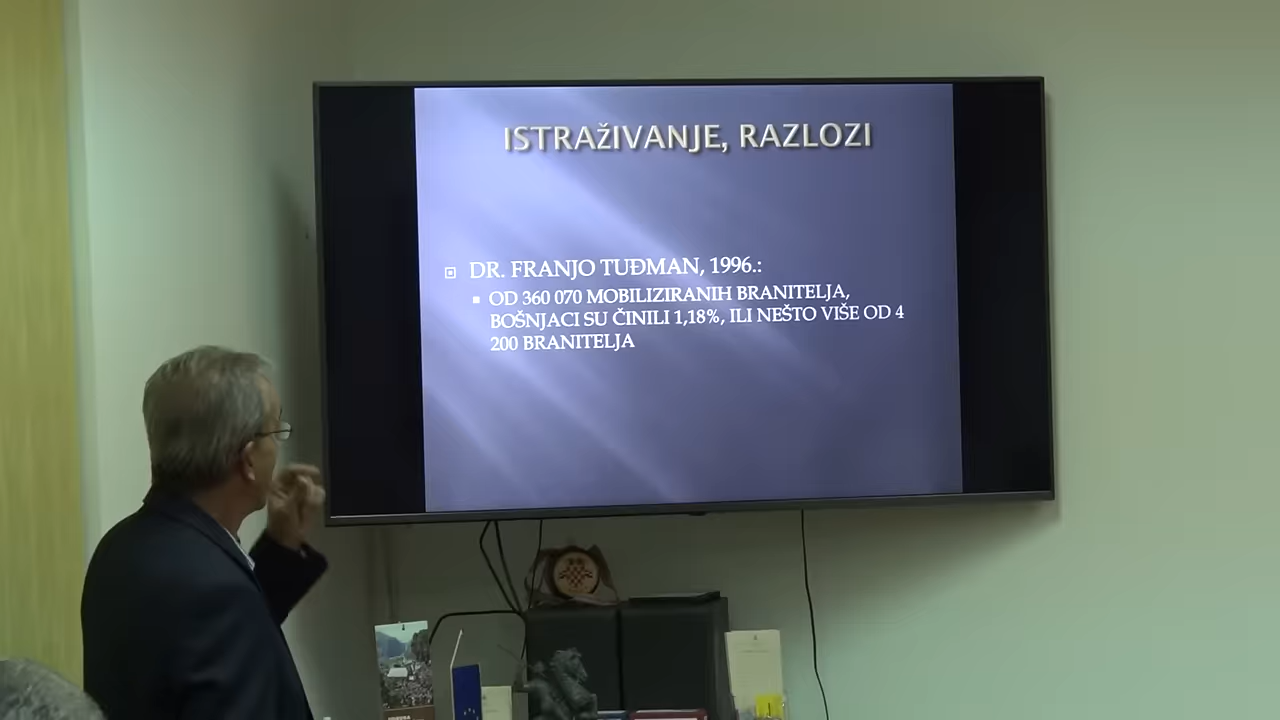 ISTRAŽIVANJE, RAZLOZI
DR. FRANJO TUĐMAN, 1996.:
OD 360 070 MOBILIZIRANIH BRANITELJA,
BOŠNJACI SU ČINILI 1,18%, ILI NEŠTO VIŠE OD 4
200 BRANITELJA